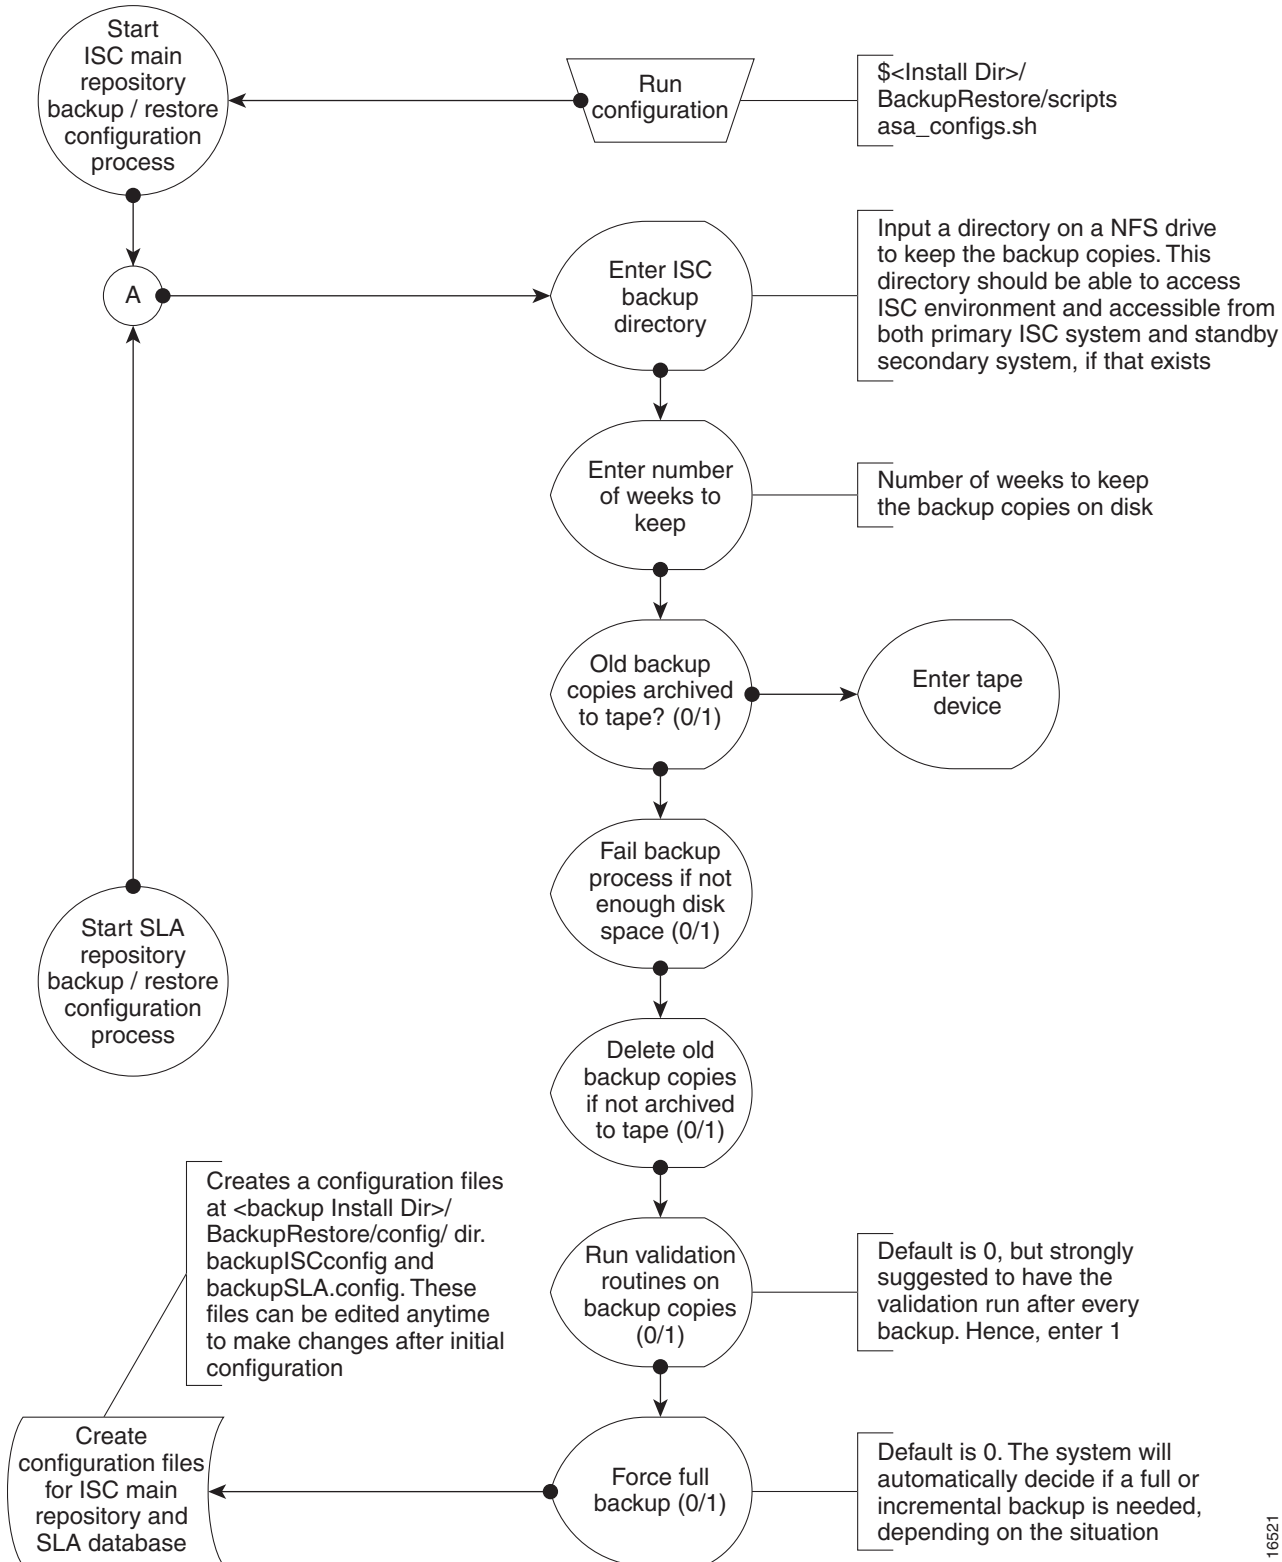 Start
ISC main
repository
backup / restore
configuration
process
Run
configuration
$<Install Dir>/
BackupRestore/scripts
asa_configs.sh
A
Enter ISC
backup
directory
Input a directory on a NFS drive
to keep the backup copies. This
directory should be able to access
ISC environment and accessible from
both primary ISC system and standby
secondary system, if that exists
Enter number
of weeks to
keep
Number of weeks to keep
the backup copies on disk
Old backup
copies archived
to tape? (0/1)
Enter tape
device
Fail backup
process if not
enough disk
space (0/1)
Start SLA
repository
backup / restore
configuration
process
Delete old
backup copies
if not archived
to tape (0/1)
Creates a configuration files
at <backup Install Dir>/
BackupRestore/config/ dir.
backupISCconfig and
backupSLA.config. These
files can be edited anytime
to make changes after initial
configuration
Run validation
routines on
backup copies
(0/1)
Default is 0, but strongly
suggested to have the
validation run after every
backup. Hence, enter 1
Create
configuration files
for ISC main
repository and
SLA database
Force full
backup (0/1)
Default is 0. The system will
automatically decide if a full or
incremental backup is needed,
depending on the situation
16521